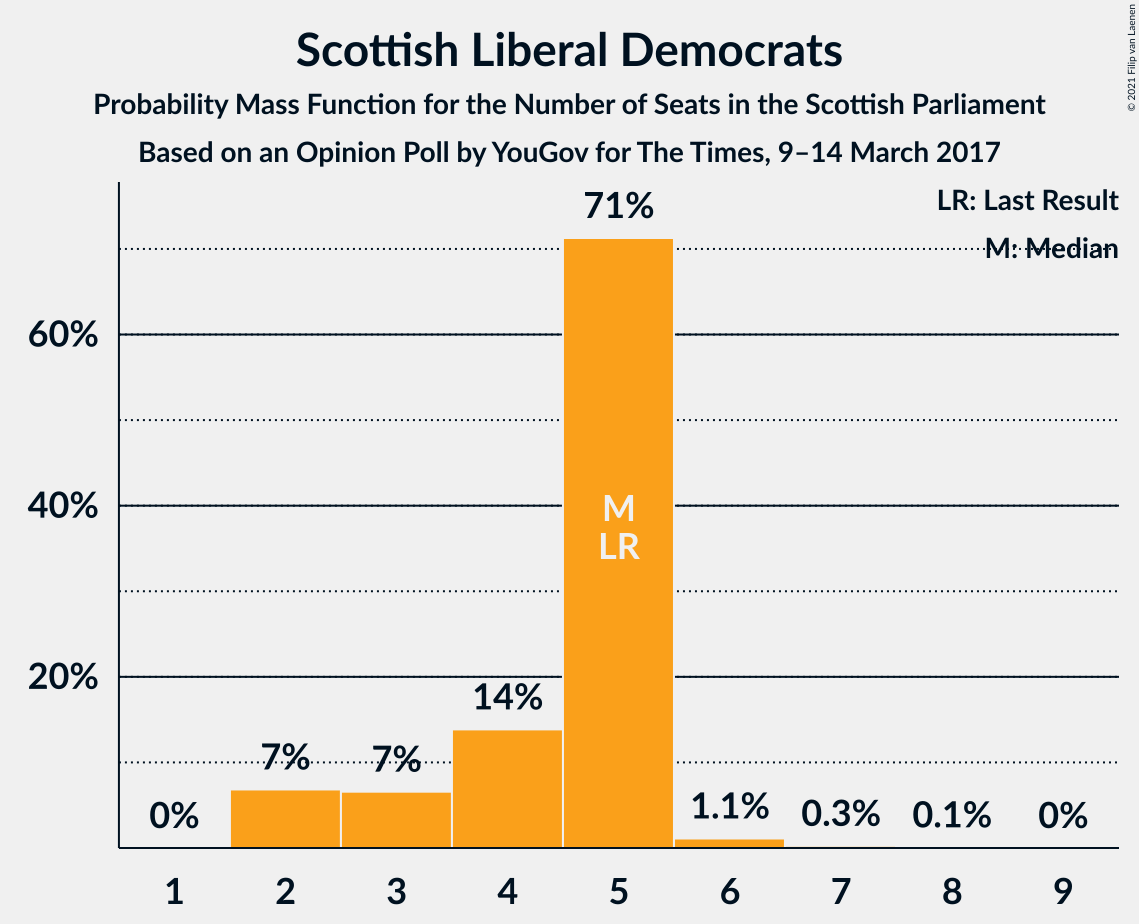 Scottish Liberal Democrats
Probability Mass Function for the Number of Seats in the Scottish Parliament
Based on an Opinion Poll by YouGov for The Times, 9–14 March 2017
© 2021 Filip van Laenen
LR: Last Result
M: Median
60%
40%
20%
0%
7%
7%
14%
71%
M
LR
1.1%
0.3%
0.1%
0%
1 2 3 4 5 6 7 8 9